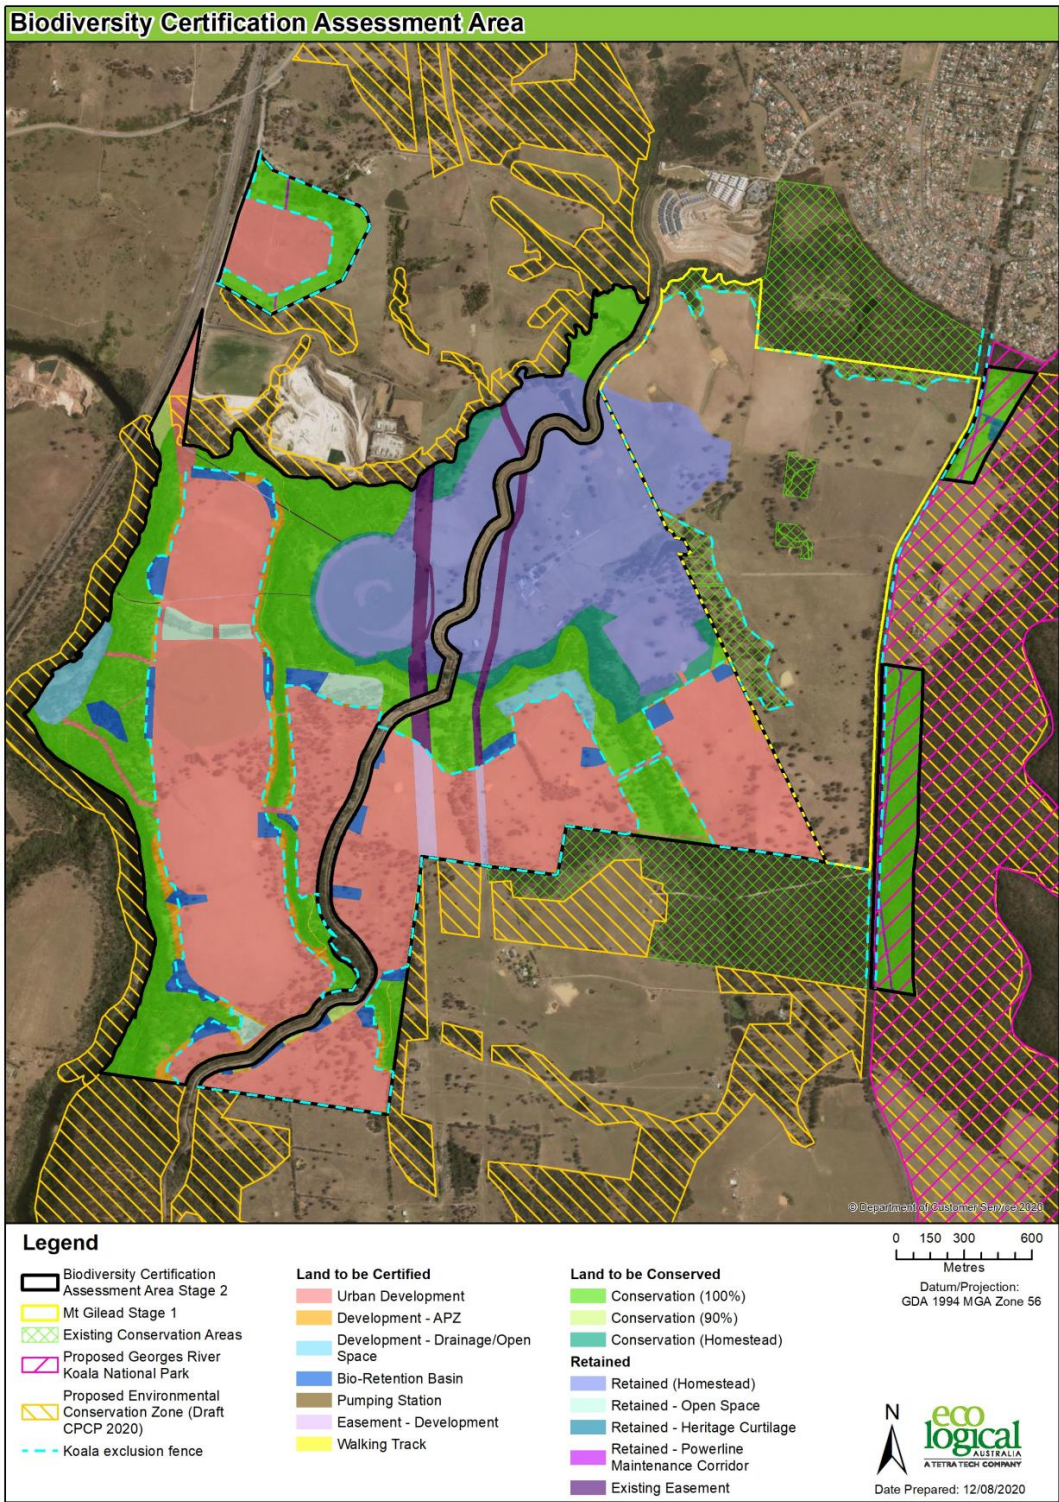 Biodiversity Certification Assessment Area
© Department of Customer Service 2020
Legend
Biodiversity Certification
Assessment Area Stage 2
Mt Gilead Stage 1
Existing Conservation Areas
Proposed Georges River
Koala National Park
Proposed Environmental
Conservation Zone (Draft
CPCP 2020)
Koala exclusion fence
Land to be Certified
Urban Development
Development - APZ
Development - Drainage/Open
Space
Bio-Retention Basin
Pumping Station
Easement - Development
Walking Track
Land to be Conserved
Conservation (100%)
Conservation (90%)
Conservation (Homestead)
Retained
Retained (Homestead)
Retained - Open Space
Retained - Heritage Curtilage
Retained - Powerline
Maintenance Corridor
Existing Easement
0 150 300 600
Metres
Datum/Projection:
GDA 1994 MGA Zone 56
N
eco
logical
AUSTRALIA
A TETRA TECH COMPANY
Date Prepared: 12/08/2020